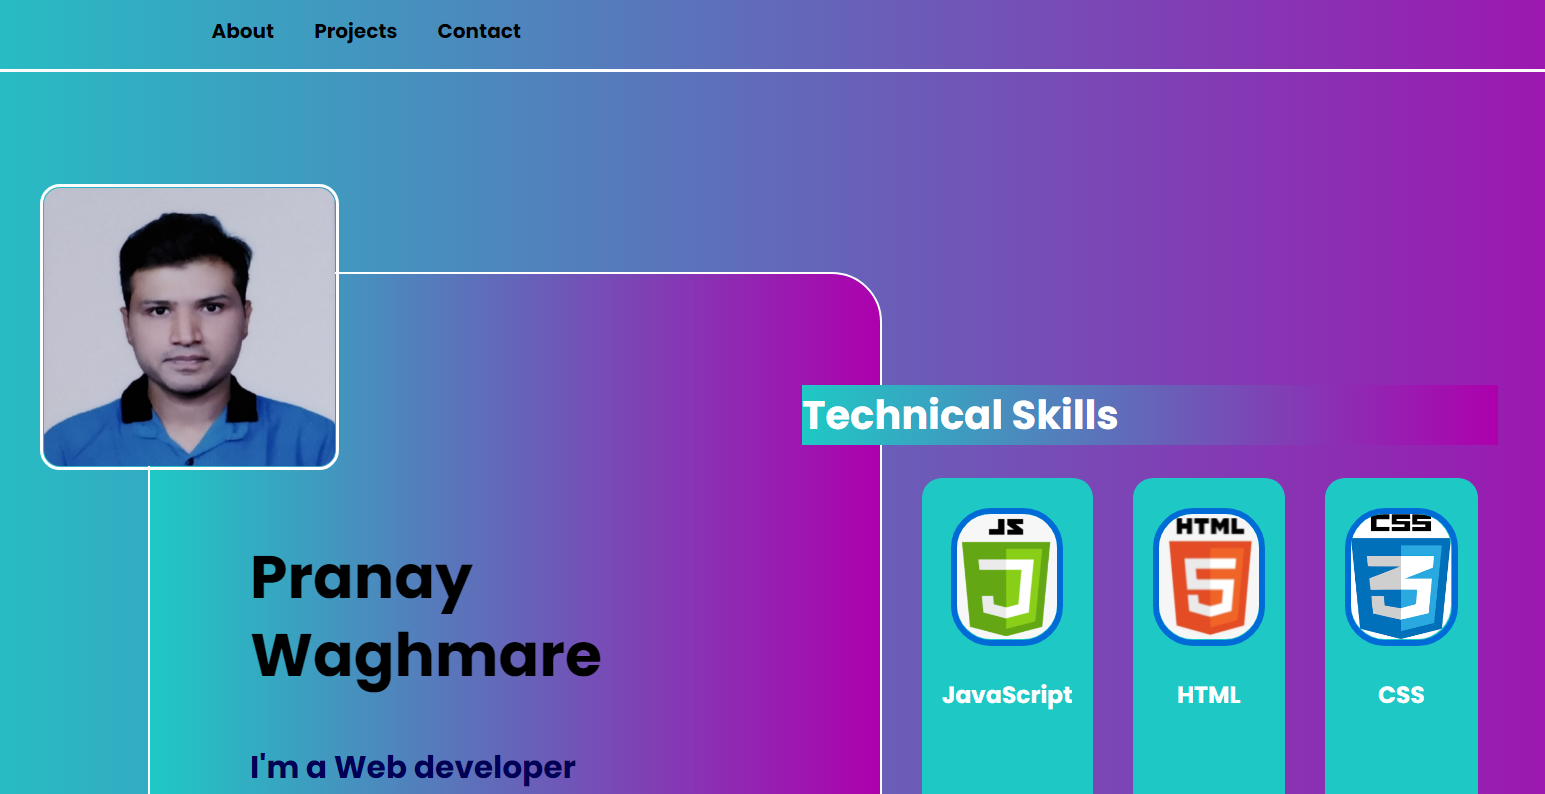 About Projects Contact
Technical Skills
JS HTML CSS
Pranay
Waghmare
JavaScript HTML CSS
I'm a Web developer